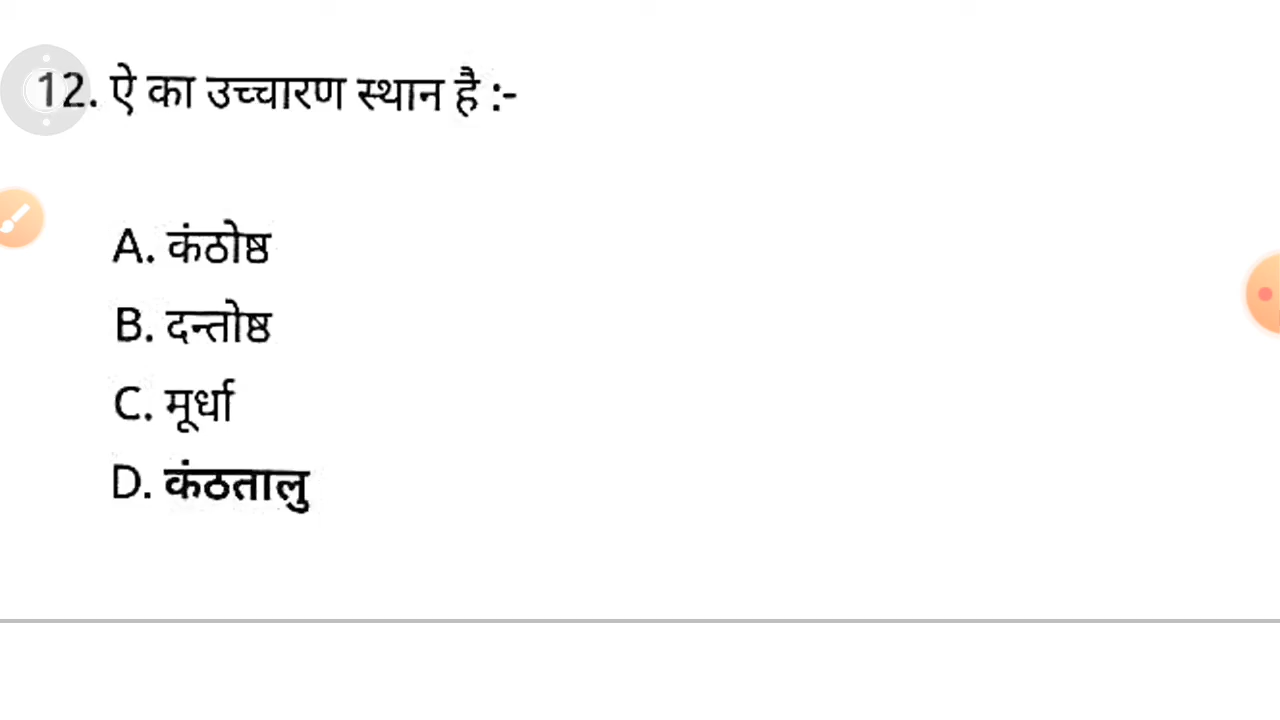 12. ऐ का उच्चारण स्थान है :-
A. कंठोष्ठ
B. दन्तोष्ठ
C. मूर्धा
D. कंठतालु